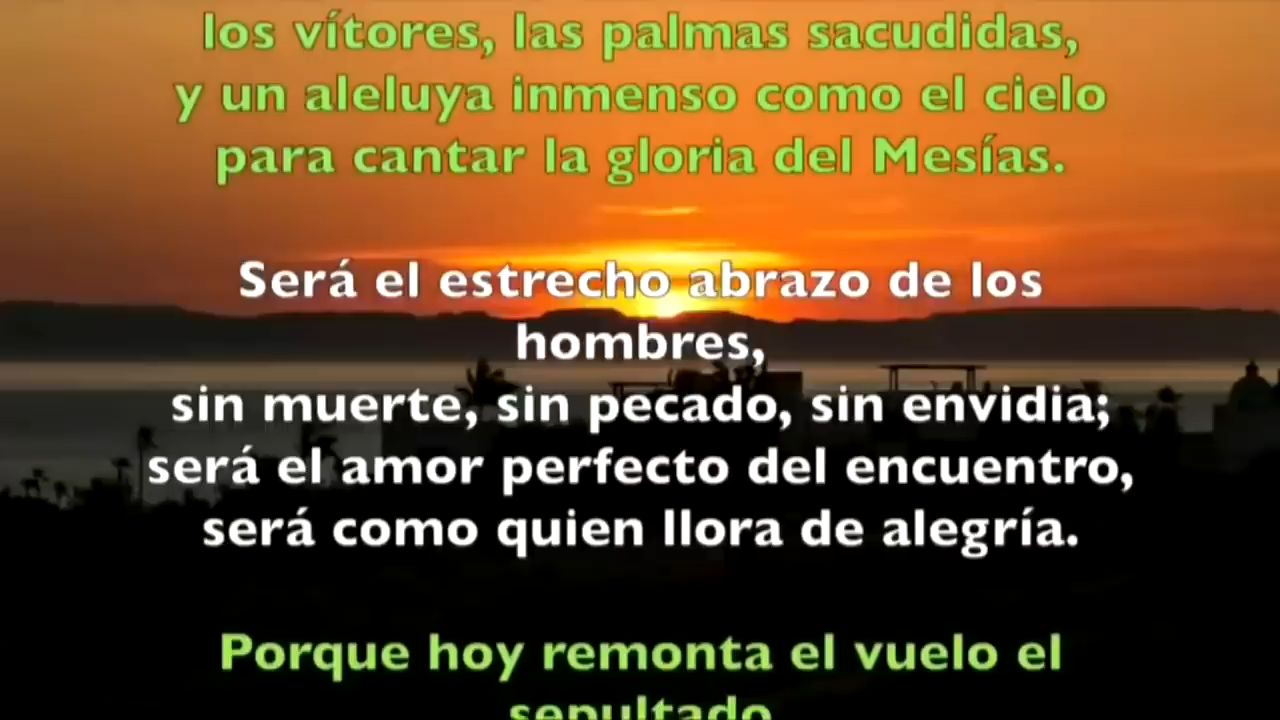 los vítores, las palmas sacudidas,
y un aleluya inmenso como el cielo
para cantar la gloria del Mesías.
Será el estrecho abrazo de los
hombres,
sin muerte, sin pecado, sin envidia;
será el amor perfecto del encuentro,
será como quien llora de alegría.
Porque hoy remonta el vuelo el
sepultado